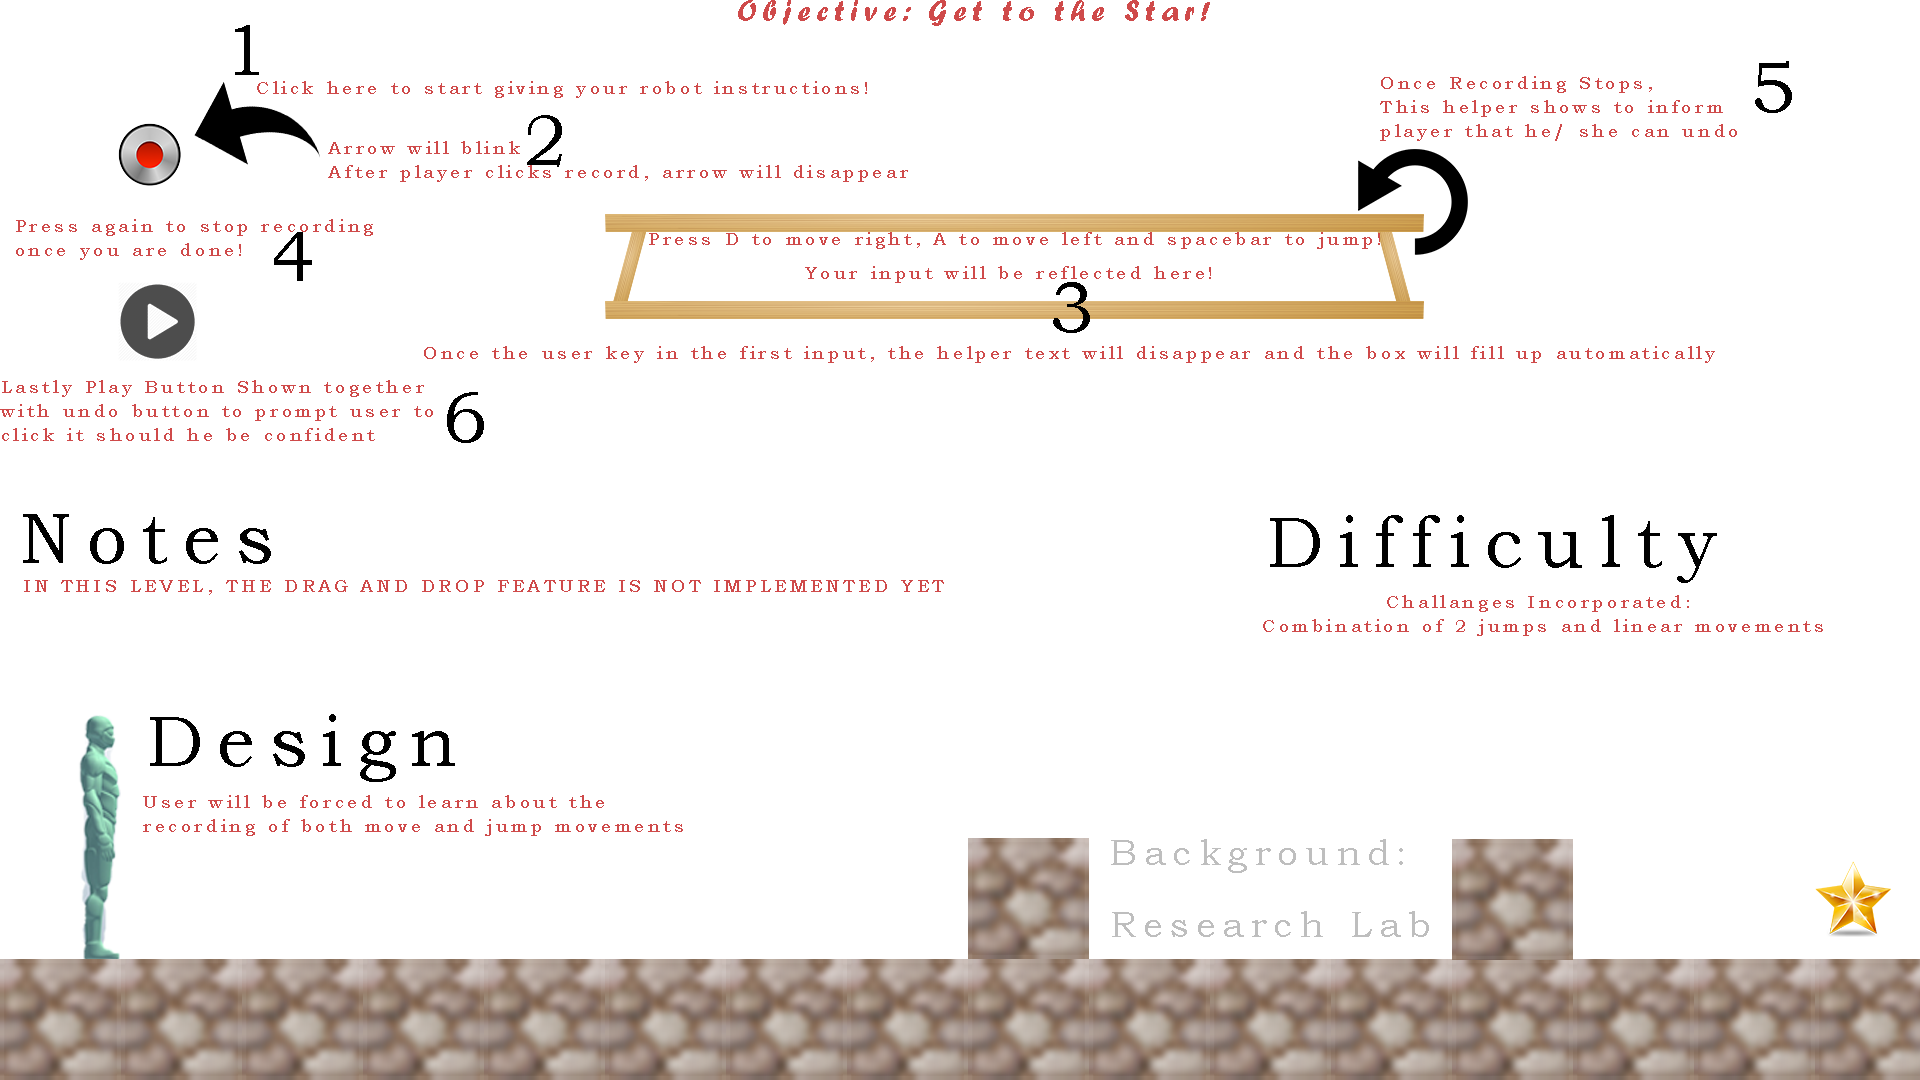 Objective: Get to the Star!
1
Click here to start giving your robot instructions!
2
Arrow will blink
After player clicks record, arrow will disappear
5
Once Recording Stops,
This helper shows to inform
player that he/ she can undo
Press again to stop recording
once you are done!
4
Press D to move right, A to move left and spacebar to jump!
Your input will be reflected here!
3
Once the user key in the first input, the helper text will disappear and the box will fill up automatically
Lastly Play Button Shown together
with undo button to prompt user to
click it should he be confident
6
Notes
IN THIS LEVEL, THE DRAG AND DROP FEATURE IS NOT IMPLEMENTED YET
Difficulty
Challanges Incorporated:
Combination of 2 jumps and linear movements
Design
User will be forced to learn about the
recording of both move and jump movements
Background:
Research Lab